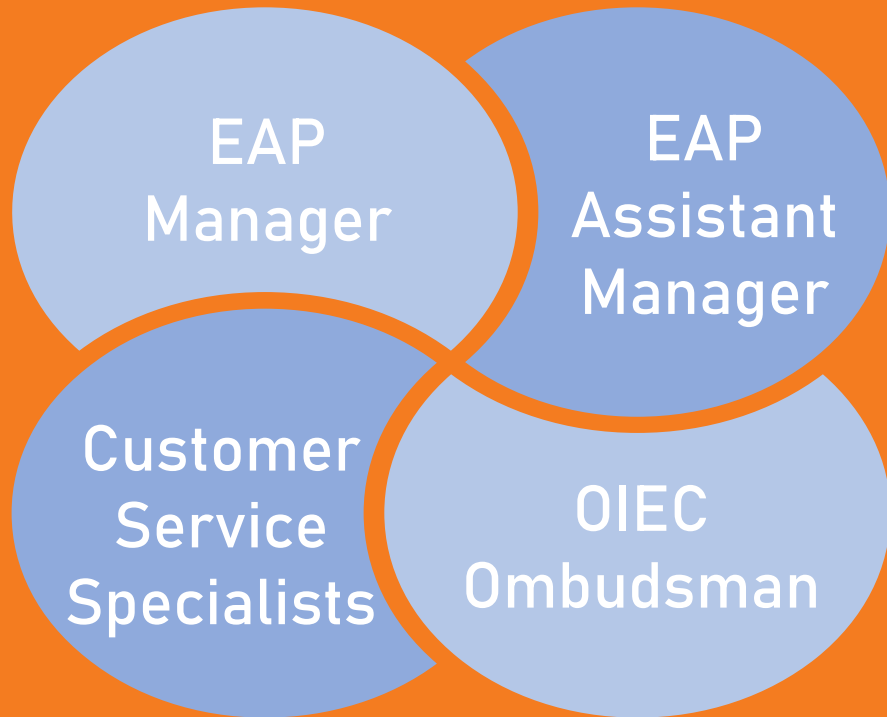 EAP
Manager
EAP
Assistant
Manager
Customer
Service
Specialists
OIEC
Ombudsman